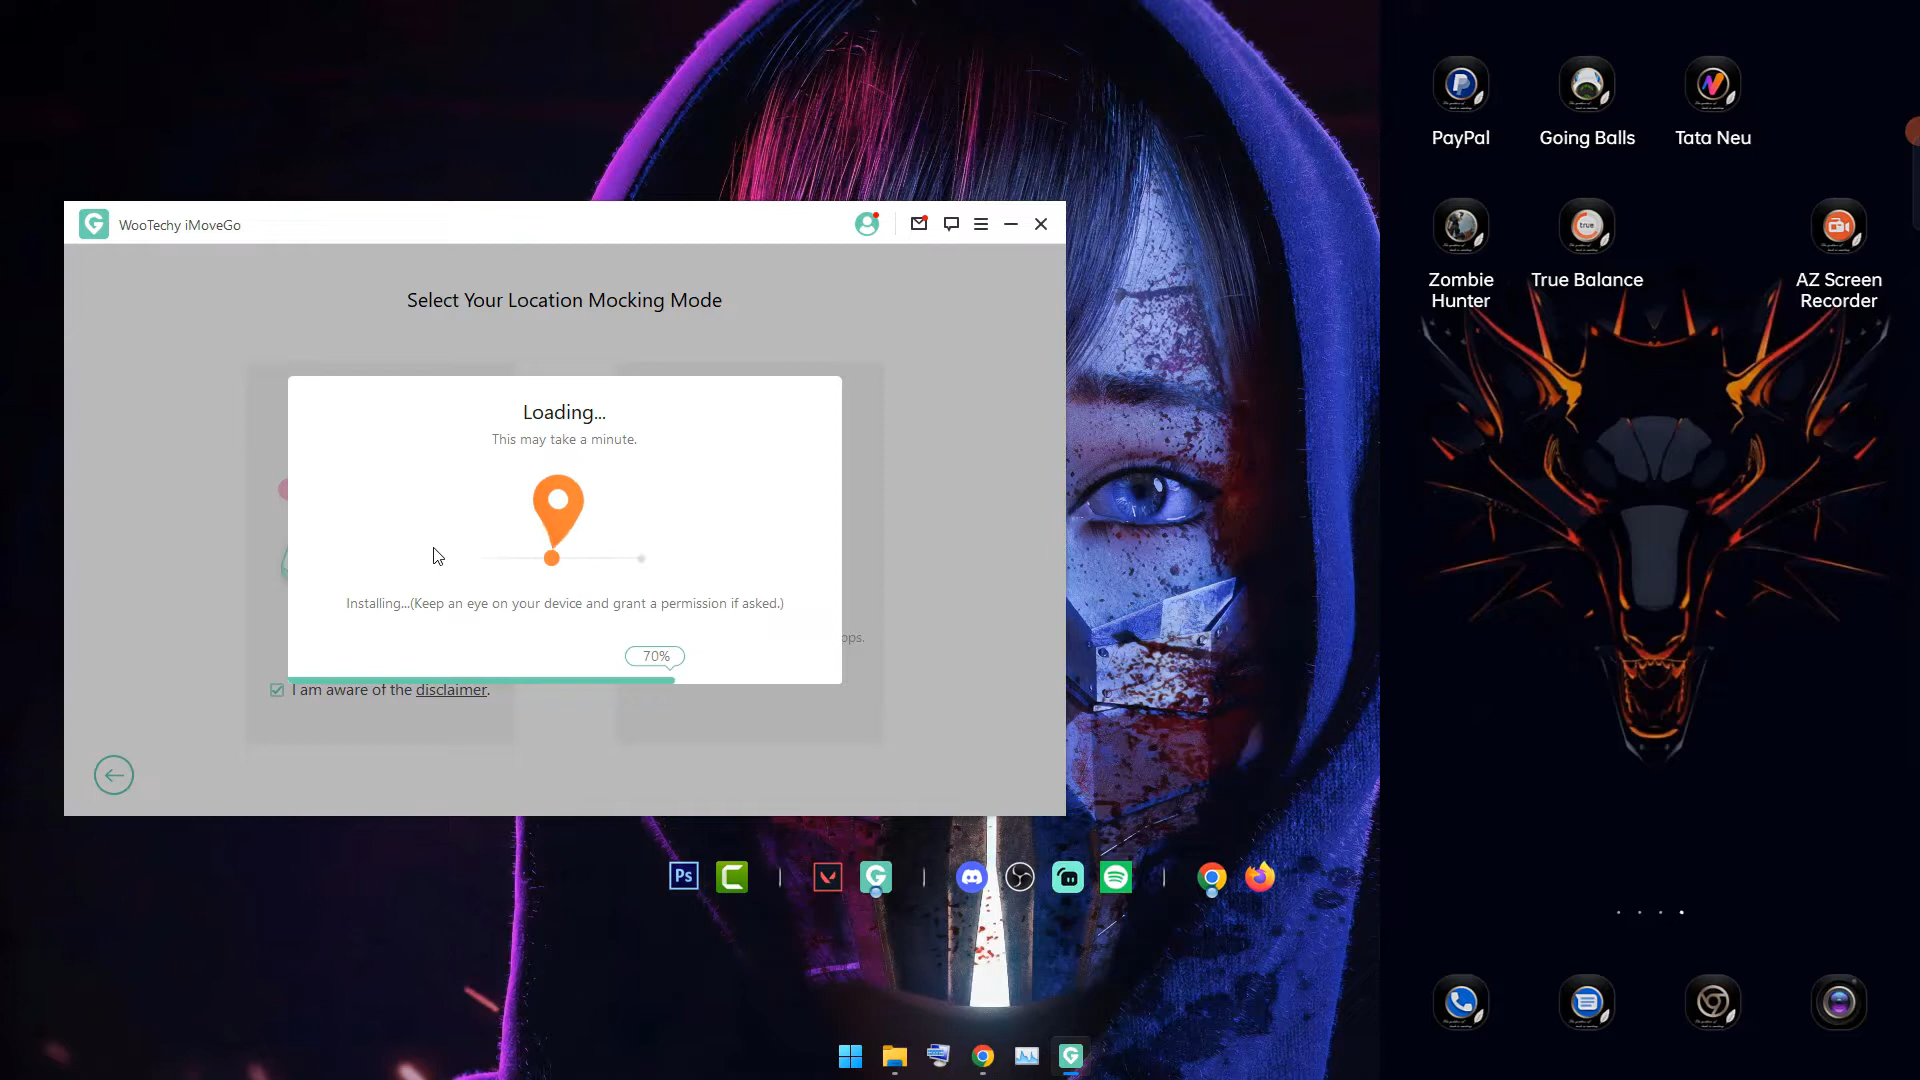 WooTechy iMoveGo
Select Your Location Mocking Mode
Loading...
This may take a minute.
Installing...(Keep an eye on your device and grant a permission if asked.)
ops.
70%
I am aware of the disclaimer.
PayPal
Going Balls
Tata Neu
Zombie
Hunter
True Balance
AZ Screen
Recorder
true
Ps